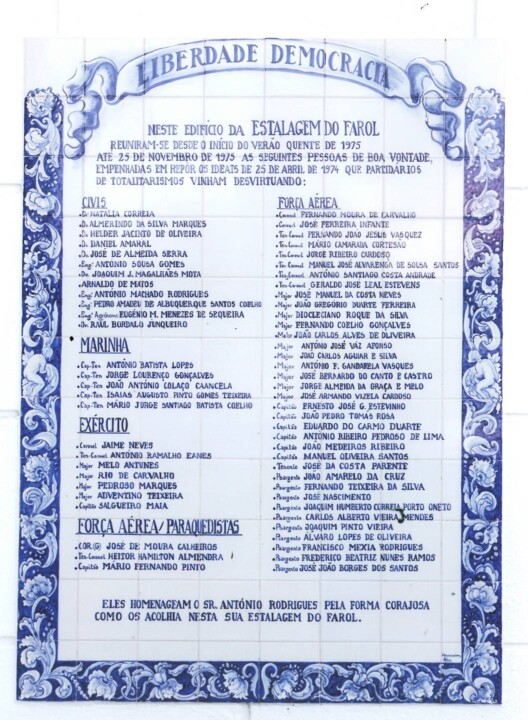 LIBERDADE DEMOCRACIA
NESTE EDIFÍCIO DA ESTALAGEM DO FAROL
REUNIRAM-SE DESDE O INÍCIO DO VERÃO QUENTE DE 1975
ATÉ 25 DE NOVEMBRO DE 1975 AS SEGUINTES PESSOAS DE BOA VONTADE,
EMPENHADAS EM REPÔR OS IDEAIS DE 25 DE ABRIL DE 1974 QUE PARTIDÁRIOS
DE TOTALITARISMOS VINHAM DESVIRTUANDO:
CIVIS
Dª NATÁLIA CORREIA
D. ALMERINDO DA SILVA MARQUES
D. HELDER JACINTO DE OLIVEIRA
D. DANIEL AMARAL
D. JOSÉ DE ALMEIDA SERRA
Engº ANTÓNIO SOUSA GOMES
Dr. JOAQUIM J. MAGALHÃES MOTA
ARNALDO DE MATOS
Engº ANTÓNIO MACHADO RODRIGUES
Engº PEDRO AMADEU DE ALBUQUERQUE SANTOS COELHO
Engº Agrónomo EUGÉNIO M. MENEZES DE SEQUEIRA
Dr. RAÚL BORDALO JUNQUEIRO
MARINHA
Cap-Ten ANTÓNIO BATISTA LOPES
Cap-Ten JORGE LOURENÇO GONÇALVES
Cap-Ten JOÃO ANTÓNIO COLAÇO CAANCELA
Cap-Ten ISAIAS AUGUSTO PINTO GOMES TEIXEIRA
Cap-Ten MÁRIO JORGE SANTIAGO BATISTA COELHO
EXÉRCITO
Coronel JAIME NEVES
Ten-Coronel ANTÓNIO RAMALHO EANES
Major MELO ANTUNES
Major RIO DE CARVALHO
Major PEDROSO MARQUES
Major ADVENTINO TEIXEIRA
Capitão SALGUEIRO MAIA
FORÇA AÉREA/PARAQUEDISTAS
COR(G) JOSÉ DE MOURA CALHEIROS
Ten-Coronel HEITOR HAMILTON ALMENDRA
Capitão MÁRIO FERNANDO PINTO
FORÇA AÉREA
Coronel FERNANDO MOURA DE CARVALHO
Coronel JOSÉ FERREIRA INFANTE
Ten-Coronel FERNANDO JOÃO JESUS VASQUEZ
Ten-Coronel MÁRIO CAMARADA CORTESÃO
Ten-Coronel JORGE RIBEIRO CARDOSO
Ten-Coronel MANUEL JOSÉ ALVARENGA DE SOUSA SANTOS
Ten-Coronel ANTÓNIO SANTIAGO COSTA ANDRADE
Ten-Coronel GERALDO JOSÉ LEAL ESTEVENS
Major JOSÉ MANUEL DA COSTA NEVES
Major JOÃO GREGÓRIO DUARTE FERREIRA
Major DIOCLECIANO ROQUE DA SILVA
Major FERNANDO COELHO GONÇALVES
Major JOÃO CARLOS ALVES DE OLIVEIRA
Major ANTÓNIO JOSÉ VAZ AFONSO
Major JOÃO CARLOS AGUIAR E SILVA
Major ANTÓNIO F. GANDARELA VASQUES
Major JOSÉ BERNARDO DO CANTO E CASTRO
Major JORGE ALMEIDA DA GRAÇA E MELO
Major JOSÉ ARMANDO VIZELA CARDOSO
Capitão ERNESTO JOSÉ G. ESTEVINHO
Capitão JOÃO PEDRO TOMÁS ROSA
Capitão EDUARDO DO CARMO DUARTE
Capitão ANTÓNIO RIBEIRO PEDROSO DE LIMA
Capitão JOÃO MEDEIROS RIBEIRO
Capitão MANUEL OLIVEIRA SANTOS
Tenente JOSÉ DA COSTA PARENTE
Psargento JOÃO AMARELO DA CRUZ
Psargento FERNANDO TEIXEIRA DA SILVA
Psargento JOSÉ NASCIMENTO
Psargento JOAQUIM HUMBERTO CORREIA PORTO ONETO
Psargento CARLOS ALBERTO VIEIRA MENDES
Psargento JOAQUIM PINTO VIEIRA
Psargento ÁLVARO LOPES DE OLIVEIRA
Psargento FRANCISCO MEXIA RODRIGUES
Psargento FREDERICO BEATRIZ NUNES RAMOS
Psargento JOSÉ JOÃO BORGES DOS SANTOS
ELES HOMENAGEAM O SR. ANTÓNIO RODRIGUES PELA FORMA CORAJOSA
COMO OS ACOLHIA NESTA SUA ESTALAGEM DO FAROL.